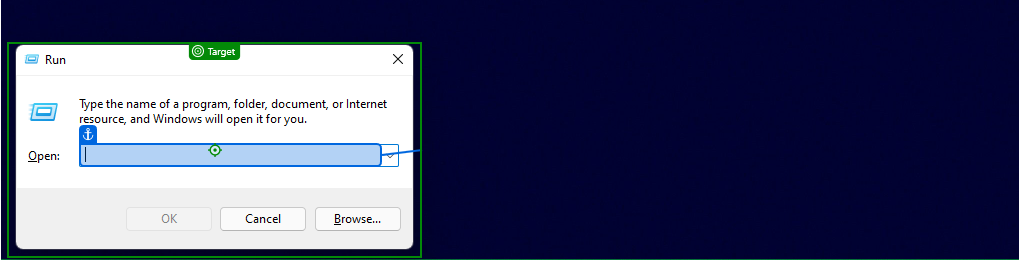 Target
Run
Type the name of a program, folder, document, or Internet
resource, and Windows will open it for you.
Open:
OK
Cancel
Browse...